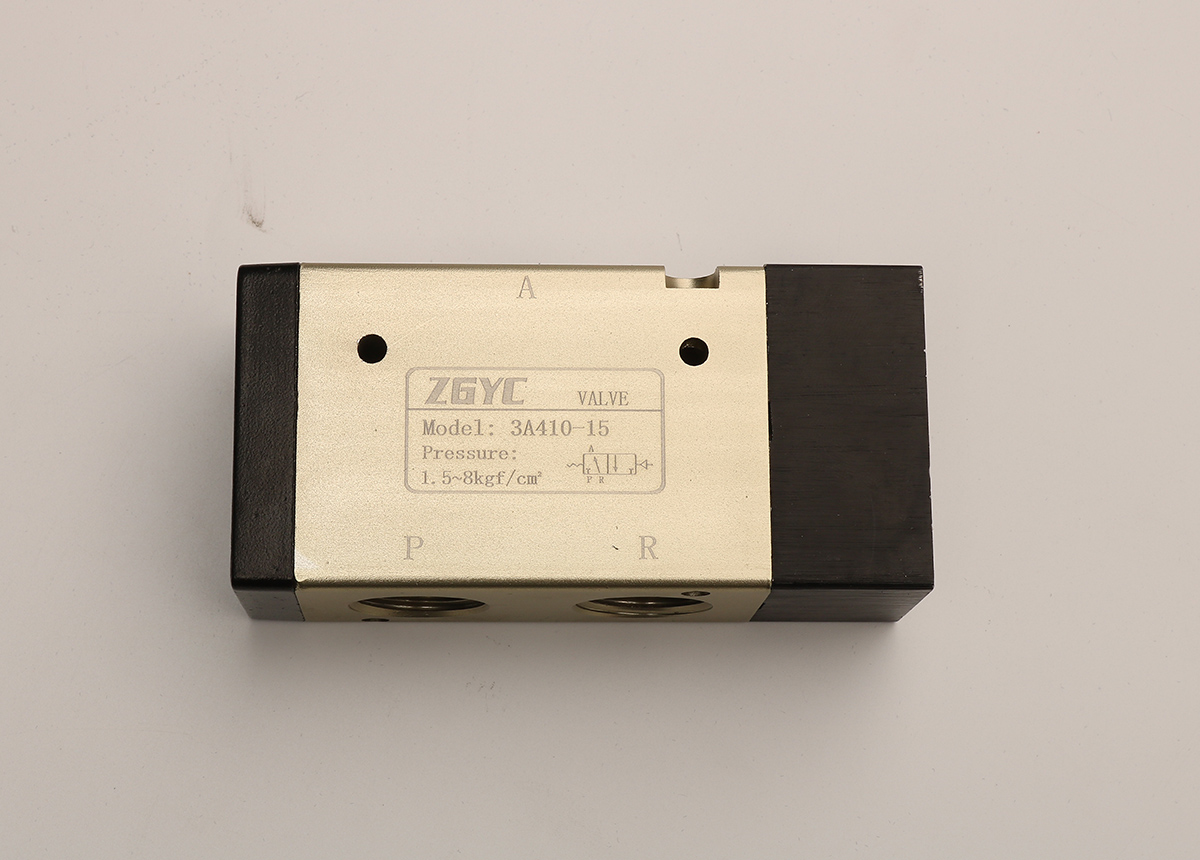 A
ZGYC VALVE
Model: 3A410-15
Pressure:
1.5~8kgf/cm²
A
P R
P R